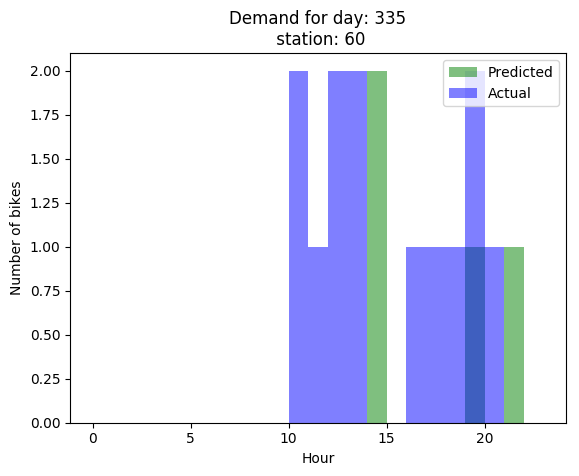 Demand for day: 335
station: 60
Predicted
Actual
Number of bikes
2.00
1.75
1.50
1.25
1.00
0.75
0.50
0.25
0.00
0 5 10 15 20
Hour